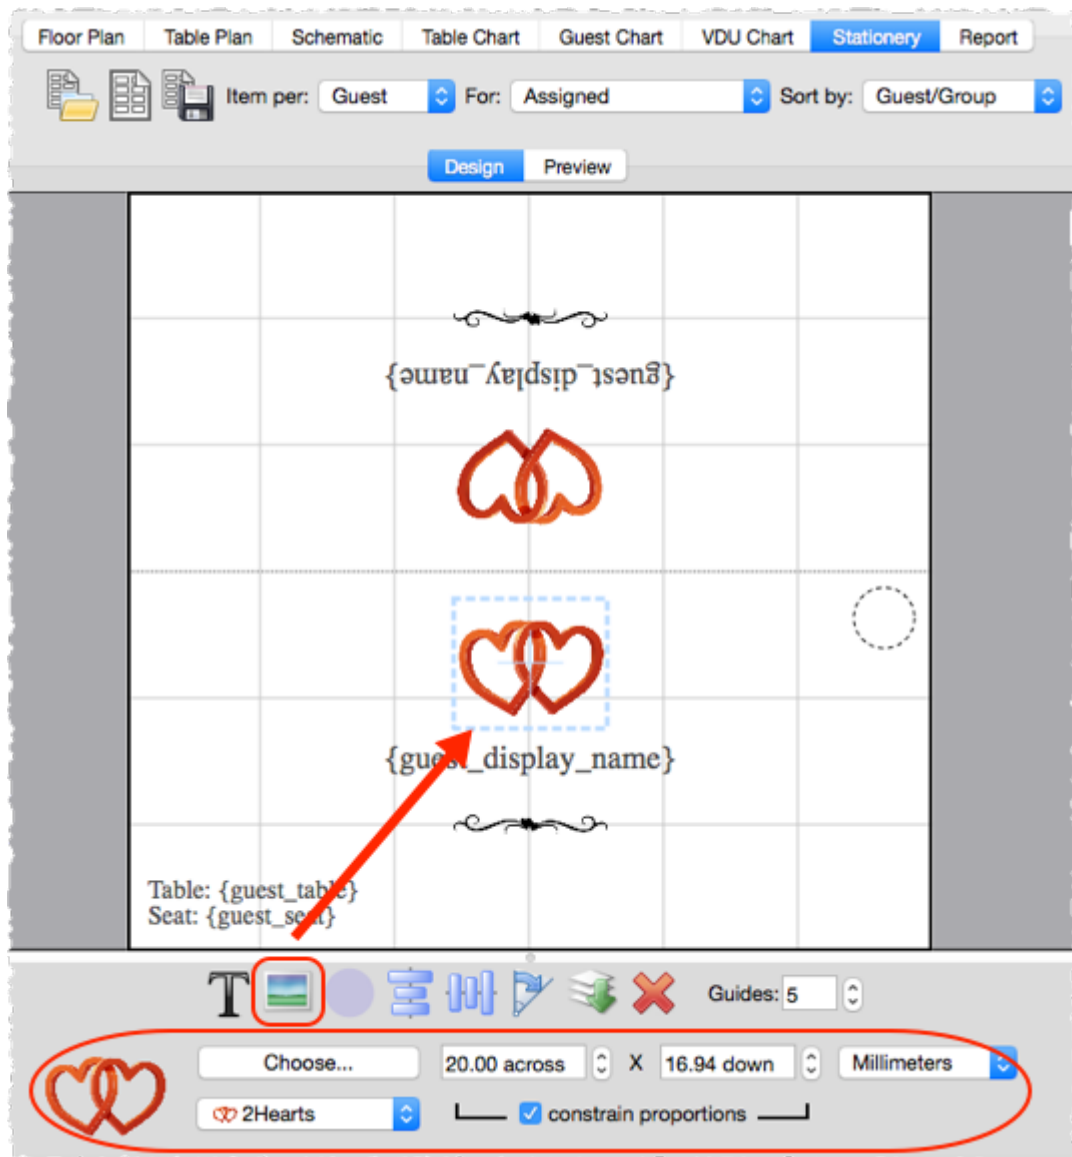 Floor Plan Table Plan Schematic Table Chart Guest Chart VDU Chart Stationery Report
Item per: Guest For: Assigned Sort by: Guest/Group
Design Preview
{guest_display_name}
{guest_display_name}
Table: {guest_table}
Seat: {guest_seat}
T Guides: 5
Choose... 20.00 across X 16.94 down Millimeters
2Hearts constrain proportions